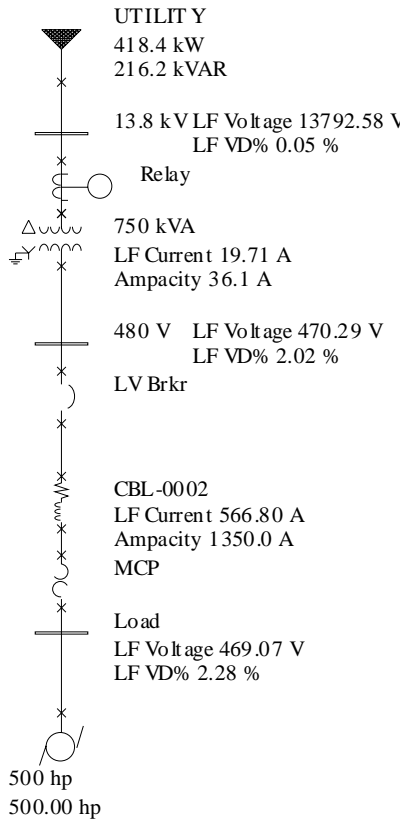 UTILITY
418.4 kW
216.2 kVAR
13.8 kV LF Voltage 13792.58 V
LF VD% 0.05 %
Relay
750 kVA
LF Current 19.71 A
Ampacity 36.1 A
480 V LF Voltage 470.29 V
LF VD% 2.02 %
LV Brkr
CBL-0002
LF Current 566.80 A
Ampacity 1350.0 A
MCP
Load
LF Voltage 469.07 V
LF VD% 2.28 %
500 hp
500.00 hp